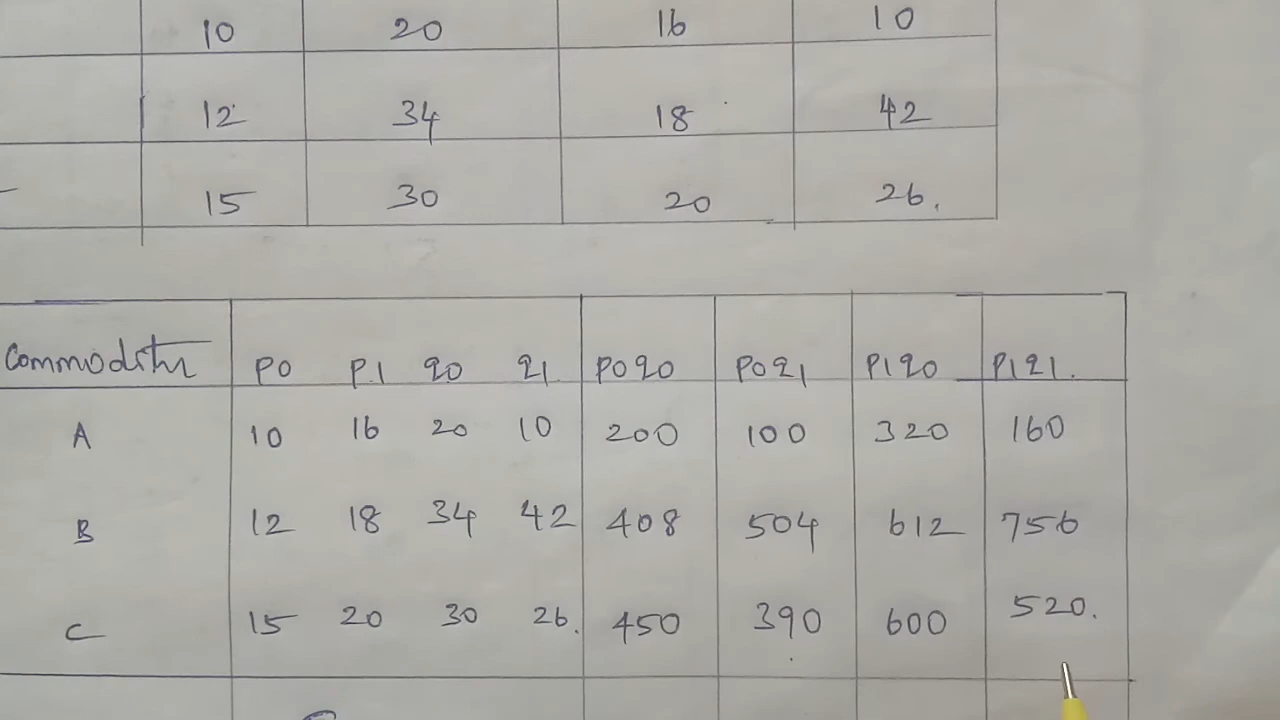 10 20 16 10
12 34 18 42
15 30 20 26.
Commodity P0 P1 q0 q1. P0q0 P0q1 P1q0 P1q1.
A 10 16 20 10 200 100 320 160
B 12 18 34 42 408 504 612 756
C 15 20 30 26. 450 390 600 520.